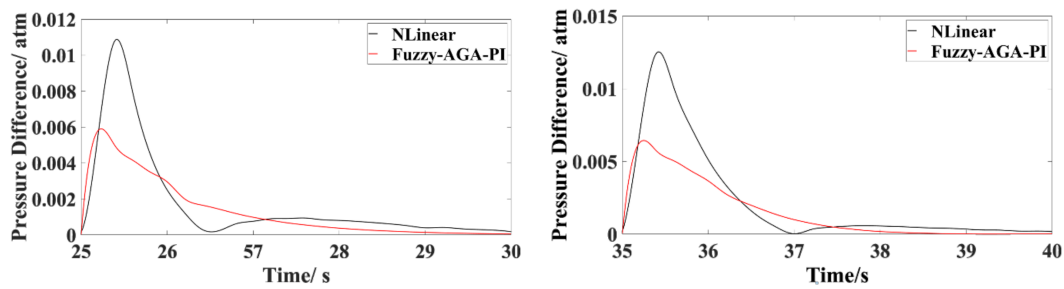 0.012
0.01
0.008
0.006
0.004
0.002
0
Pressure Difference/ atm
NLinear
Fuzzy-AGA-PI
25 26 57 28 29 30
Time/ s
0.015
0.01
0.005
0
Pressure Difference/ atm
NLinear
Fuzzy-AGA-PI
35 36 37 38 39 40
Time/s